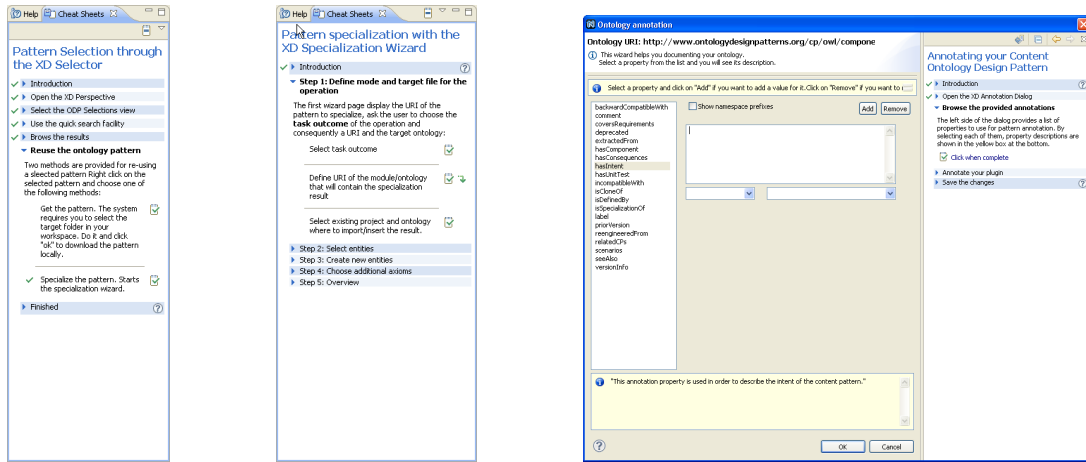 Help Cheat Sheets
Pattern Selection through
the XD Selector
Introduction
Open the XD Perspective
Select the ODP Selections view
Use the quick search facility
Brows the results
Reuse the ontology pattern
Two methods are provided for re-using
a sleected pattern Right click on the
selected pattern and choose one of
the following methods:
Get the pattern. The system
requires you to select the
target folder in your
workspace. Do it and click
"ok" to download the pattern
locally.
Specialize the pattern. Starts
the specialization wizard.
Finished
Help Cheat Sheets
Pattern specialization with the
XD Specialization Wizard
Introduction
Step 1: Define mode and target file for the
operation
The first wizard page display the URI of the
pattern to specialize, ask the user to choose the
task outcome of the operation and
consequently a URI and the target ontology:
Select task outcome
Define URI of the module/ontology
that will contain the specialization
result
Select existing project and ontology
where to import/insert the result.
Step 2: Select entities
Step 3: Create new entities
Step 4: Choose additional axioms
Step 5: Overview
Ontology annotation
Ontology URI: http://www.ontologydesignpatterns.org/cp/owl/compone
This wizard helps you documenting your ontology.
Select a property from the list and you will see its description.
Select a property and click on "Add" if you want to add a value for it.Click on "Remove" if you want to
backwardCompatibleWith
comment
coversRequirements
deprecated
extractedFrom
hasComponent
hasConsequences
hasIntent
hasUnitTest
incompatibleWith
isCloneOf
isDefinedBy
isSpecializationOf
label
priorVersion
reengineeredFrom
relatedCPs
scenarios
seeAlso
versionInfo
Show namespace prefixes
Add Remove
"This annotation property is used in order to describe the intent of the content pattern."
OK Cancel
Annotating your Content
Ontology Design Pattern
Introduction
Open the XD Annotation Dialog
Browse the provided annotations
The left side of the dialog provides a list of
properties to use for pattern annotation. By
selecting each of them, property descriptions are
shown in the yellow box at the bottom.
Click when complete
Annotate your plugin
Save the changes